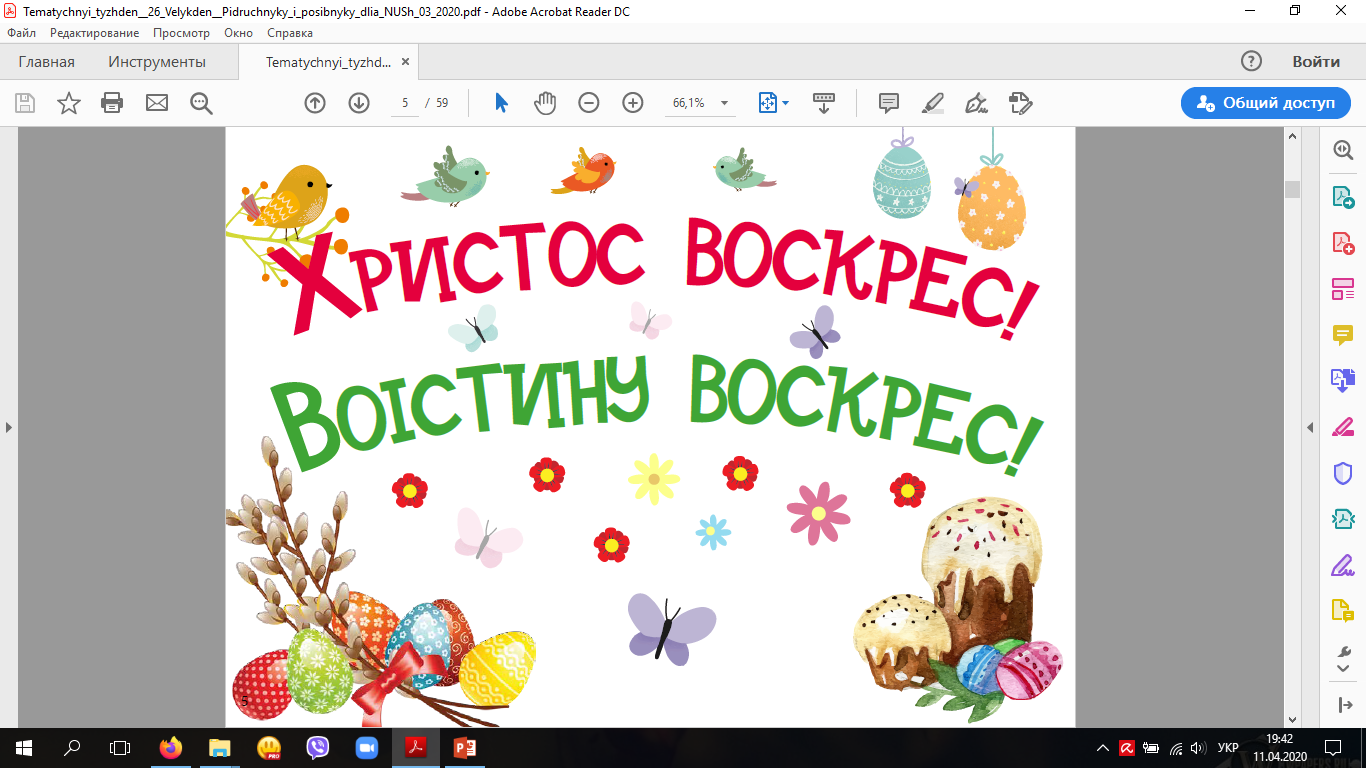 Tematychnyi_tyzhden__26_Velykden__Pidruchnyky_i_posibnyky_dlia_NUSh_03_2020.pdf - Adobe Acrobat Reader DC
Файл Редактирование Просмотр Окно Справка
Главная Инструменты Tematychnyi_tyzhd... × Войти
5 / 59 66,1% Общий доступ
Христос воскрес!
Воістину воскрес!
5
PRO
УКР
19:42
11.04.2020